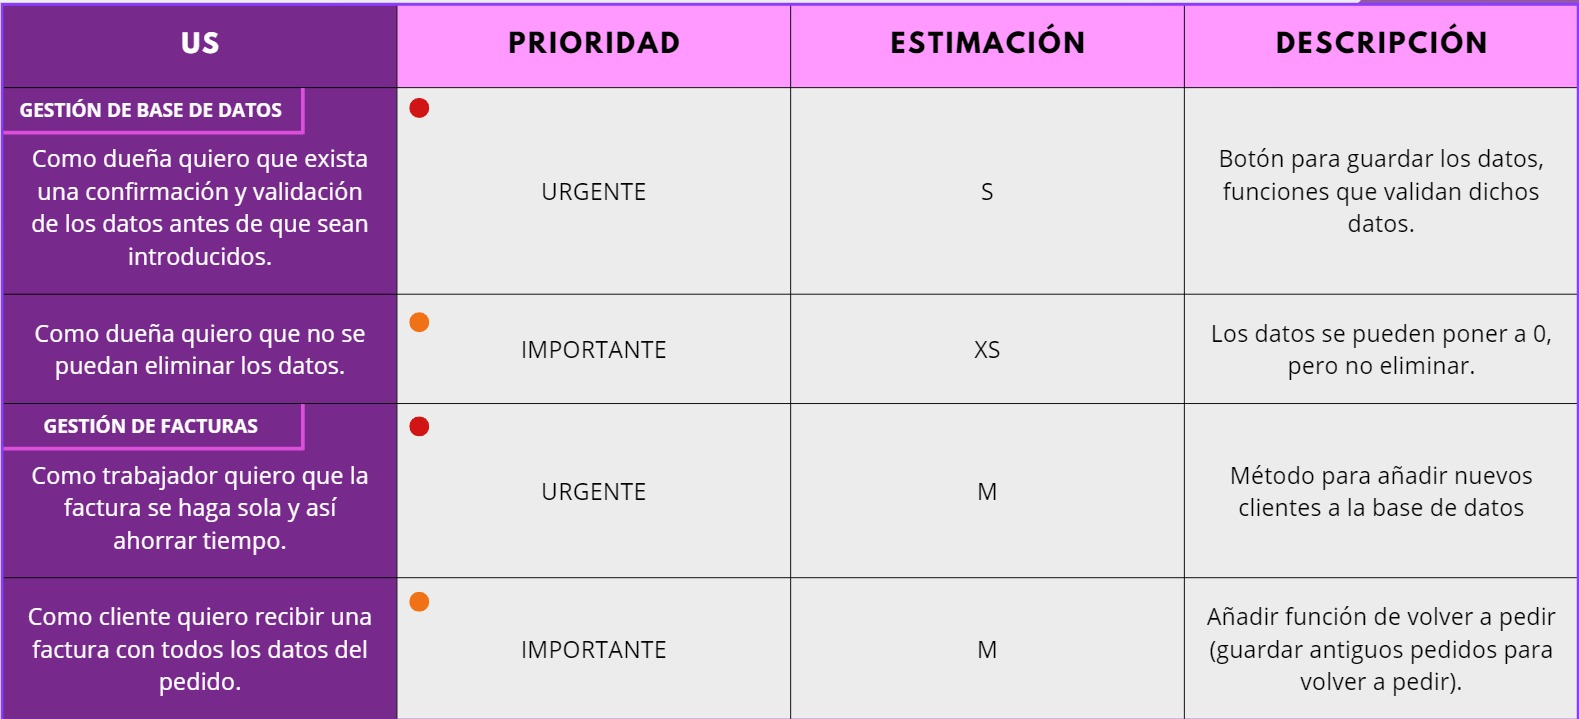 US
PRIORIDAD
ESTIMACIÓN
DESCRIPCIÓN
GESTIÓN DE BASE DE DATOS
Como dueña quiero que exista
una confirmación y validación
de los datos antes de que sean
introducidos.
URGENTE
S
Botón para guardar los datos,
funciones que validan dichos
datos.
Como dueña quiero que no se
puedan eliminar los datos.
IMPORTANTE
XS
Los datos se pueden poner a 0,
pero no eliminar.
GESTIÓN DE FACTURAS
Como trabajador quiero que la
factura se haga sola y así
ahorrar tiempo.
URGENTE
M
Método para añadir nuevos
clientes a la base de datos
Como cliente quiero recibir una
factura con todos los datos del
pedido.
IMPORTANTE
M
Añadir función de volver a pedir
(guardar antiguos pedidos para
volver a pedir).